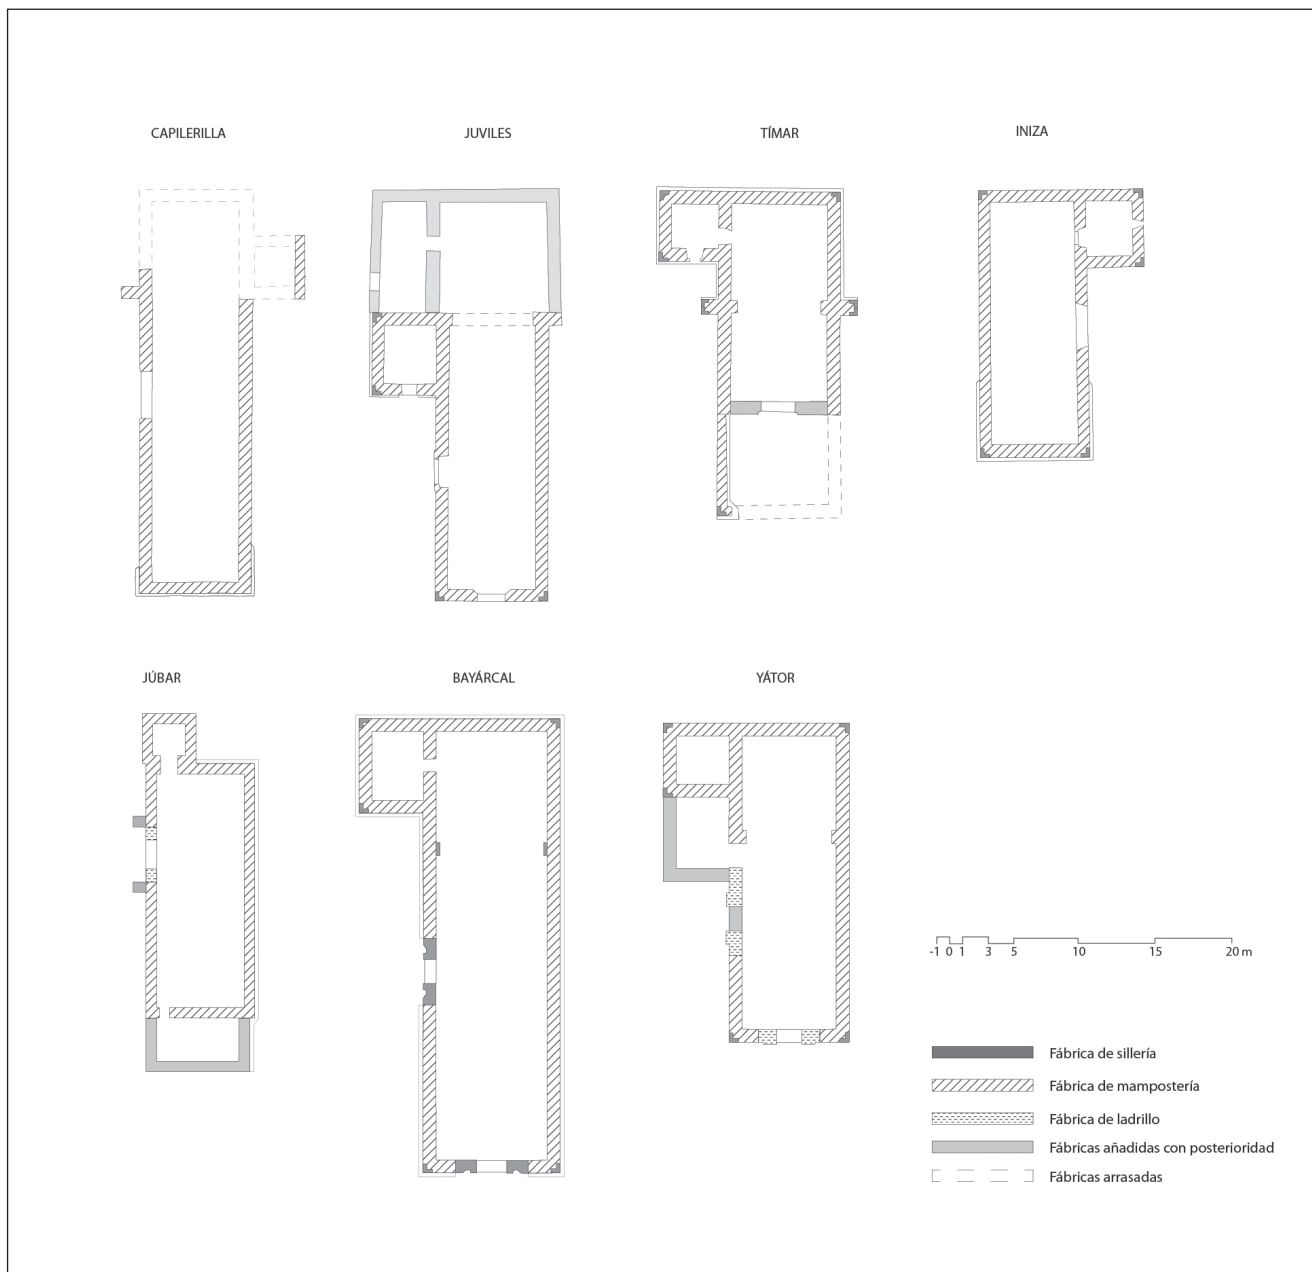 CAPILERILLA
JUVILES
TÍMAR
INIZA
JÚBAR
BAYÁRCAL
YÁTOR
-1 0 1 3 5 10 15 20 m
Fábrica de sillería
Fábrica de mampostería
Fábrica de ladrillo
Fábricas añadidas con posterioridad
Fábricas arrasadas